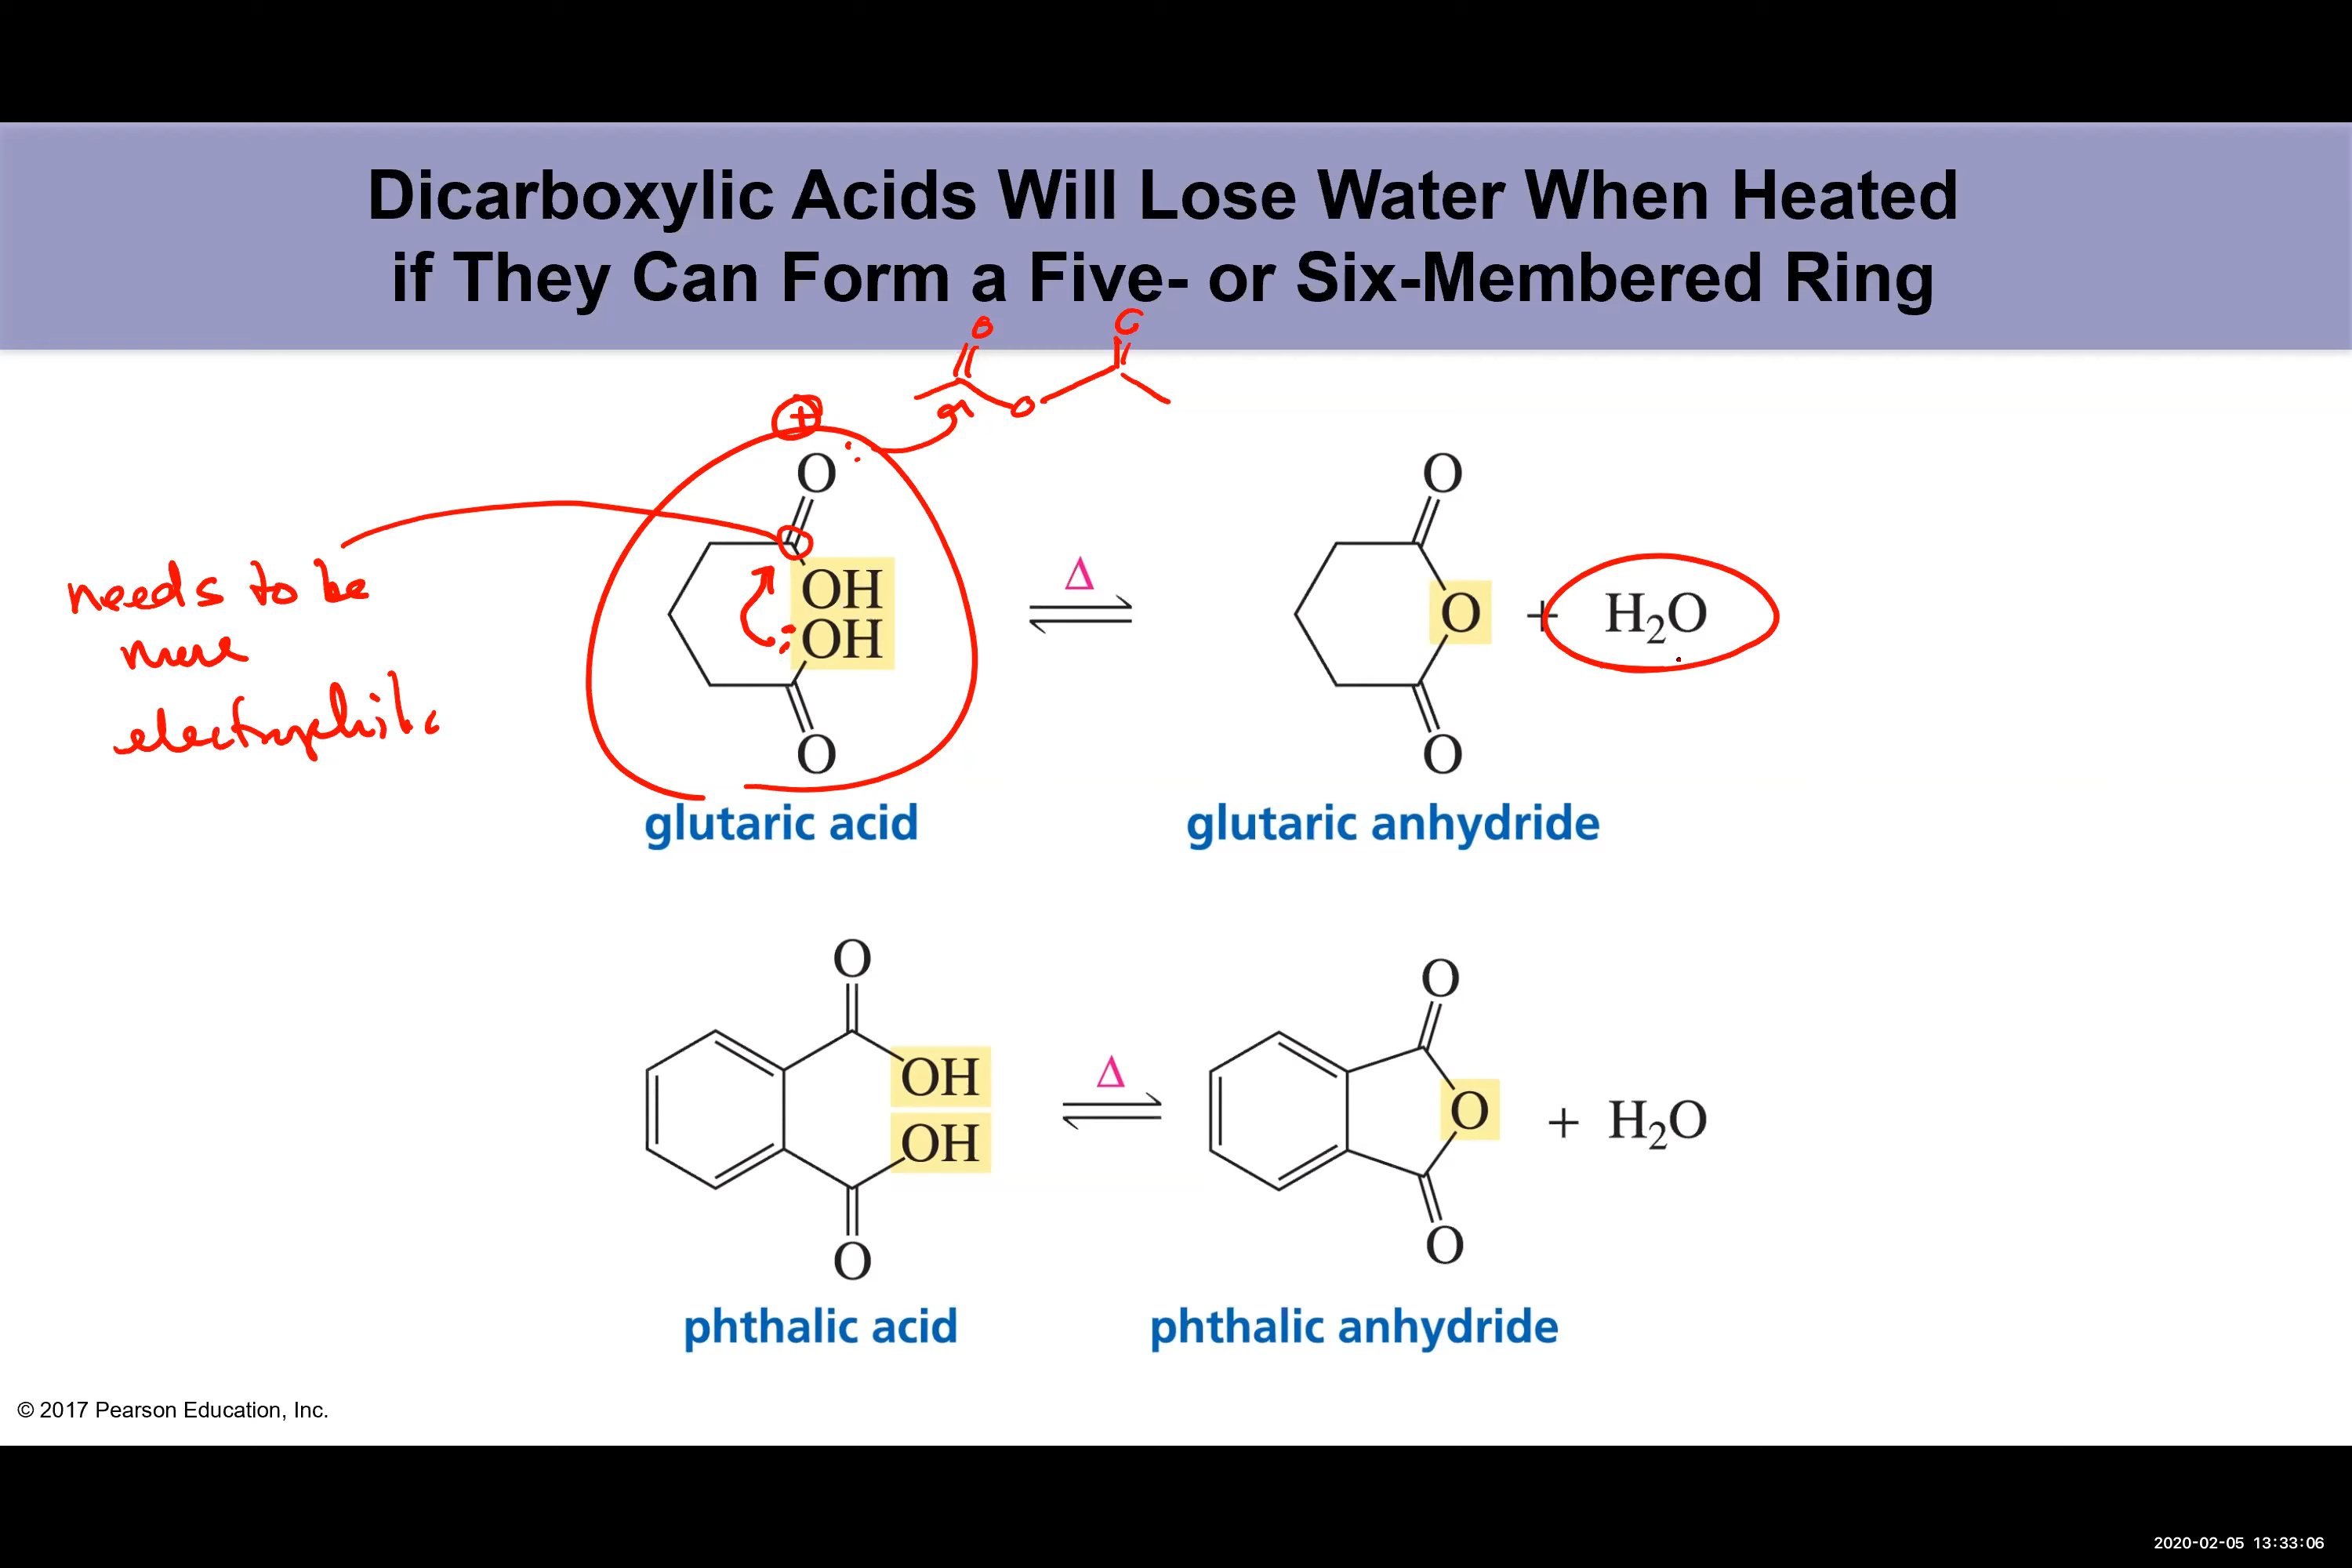 Dicarboxylic Acids Will Lose Water When Heated
if They Can Form a Five- or Six-Membered Ring
O O
O
+
O
OH
OH
O
Δ
O
O
O
+ H₂O
needs to be
more
electrophilic
glutaric acid
glutaric anhydride
O
OH
OH
O
Δ
O
O
O
+ H₂O
phthalic acid
phthalic anhydride
© 2017 Pearson Education, Inc.
2020-02-05 13:33:06